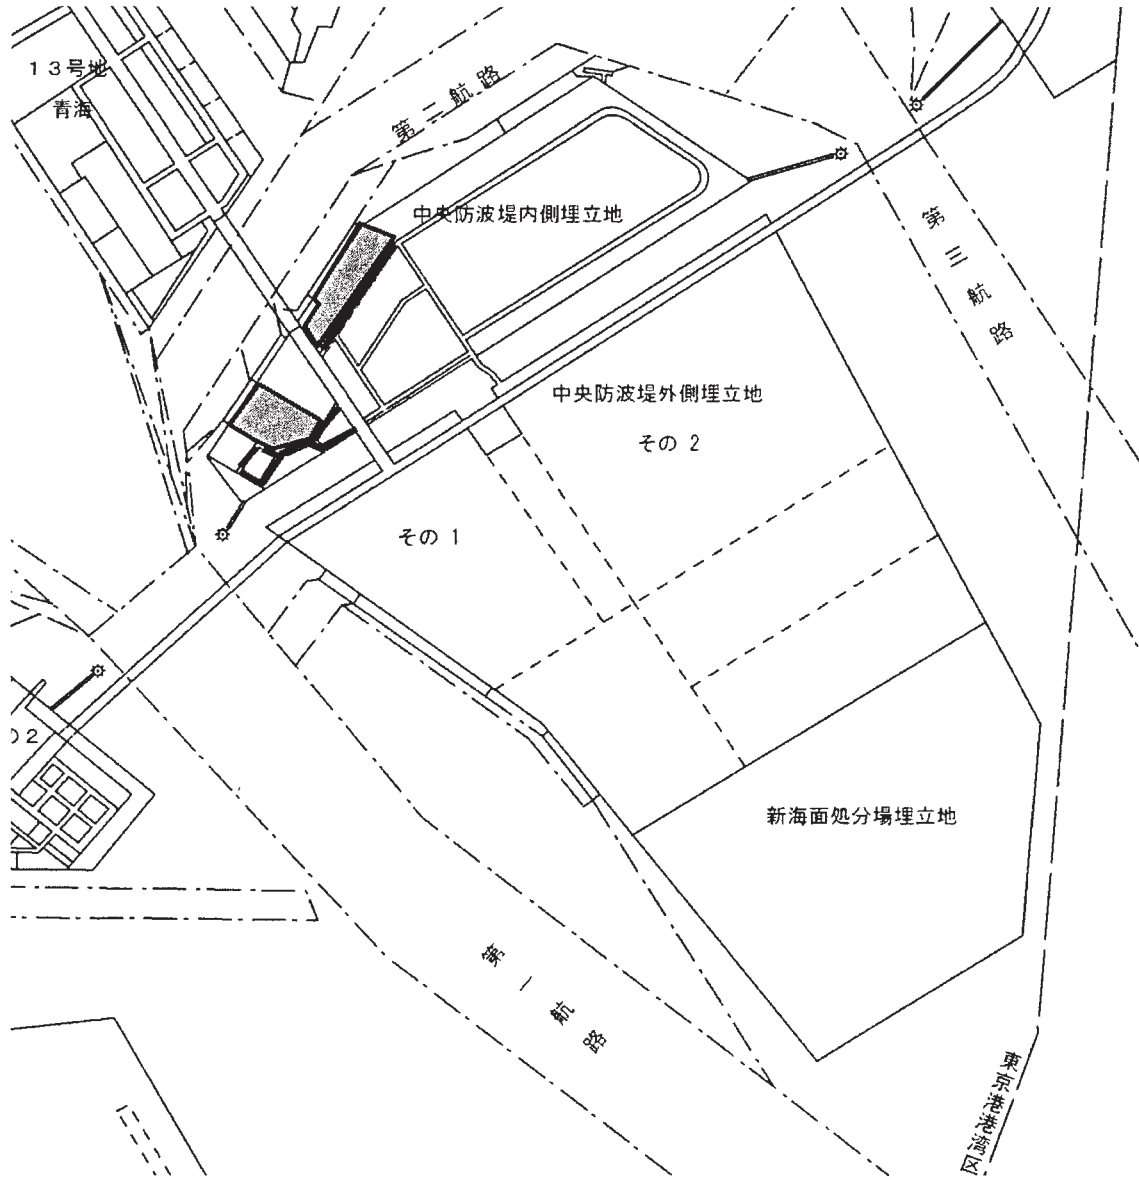 １３号地
青海
第二航路
中央防波堤内側埋立地
第三航路
中央防波堤外側埋立地
その 2
その 1
の2
新海面処分場埋立地
第一航路
東京港港湾区